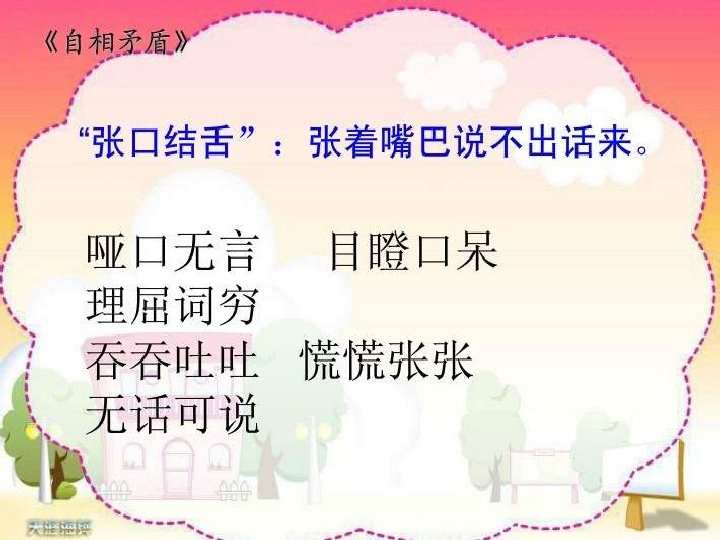 《自相矛盾》
“张口结舌”：张着嘴巴说不出话来。
哑口无言 目瞪口呆
理屈词穷
吞吞吐吐 慌慌张张
无话可说